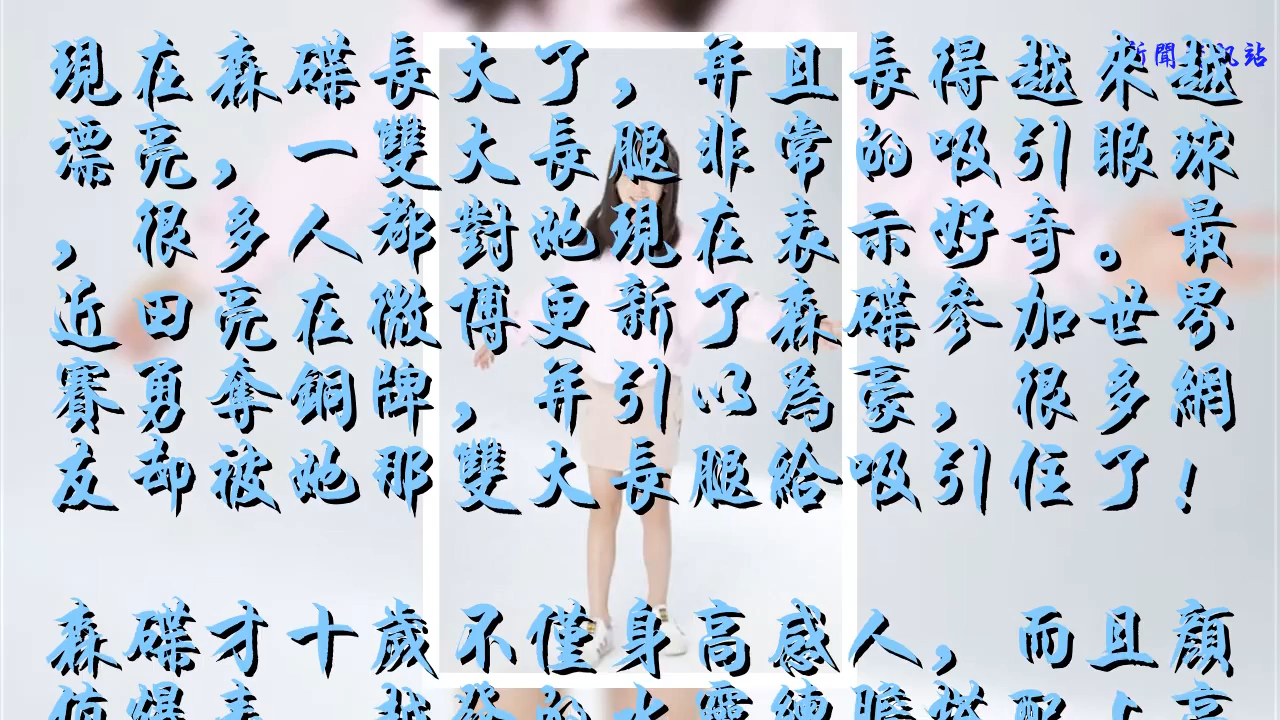 現在森碟長大了，并且長得越來越
漂亮，一雙大長腿非常的吸引眼球
，很多人都對她現在表示好奇。最
近田亮在微博更新了森碟參加世界
賽勇奪銅牌，并引以為豪，很多網
友却被她那雙大長腿給吸引住了！
森碟才十歲不僅身高感人，而且顔